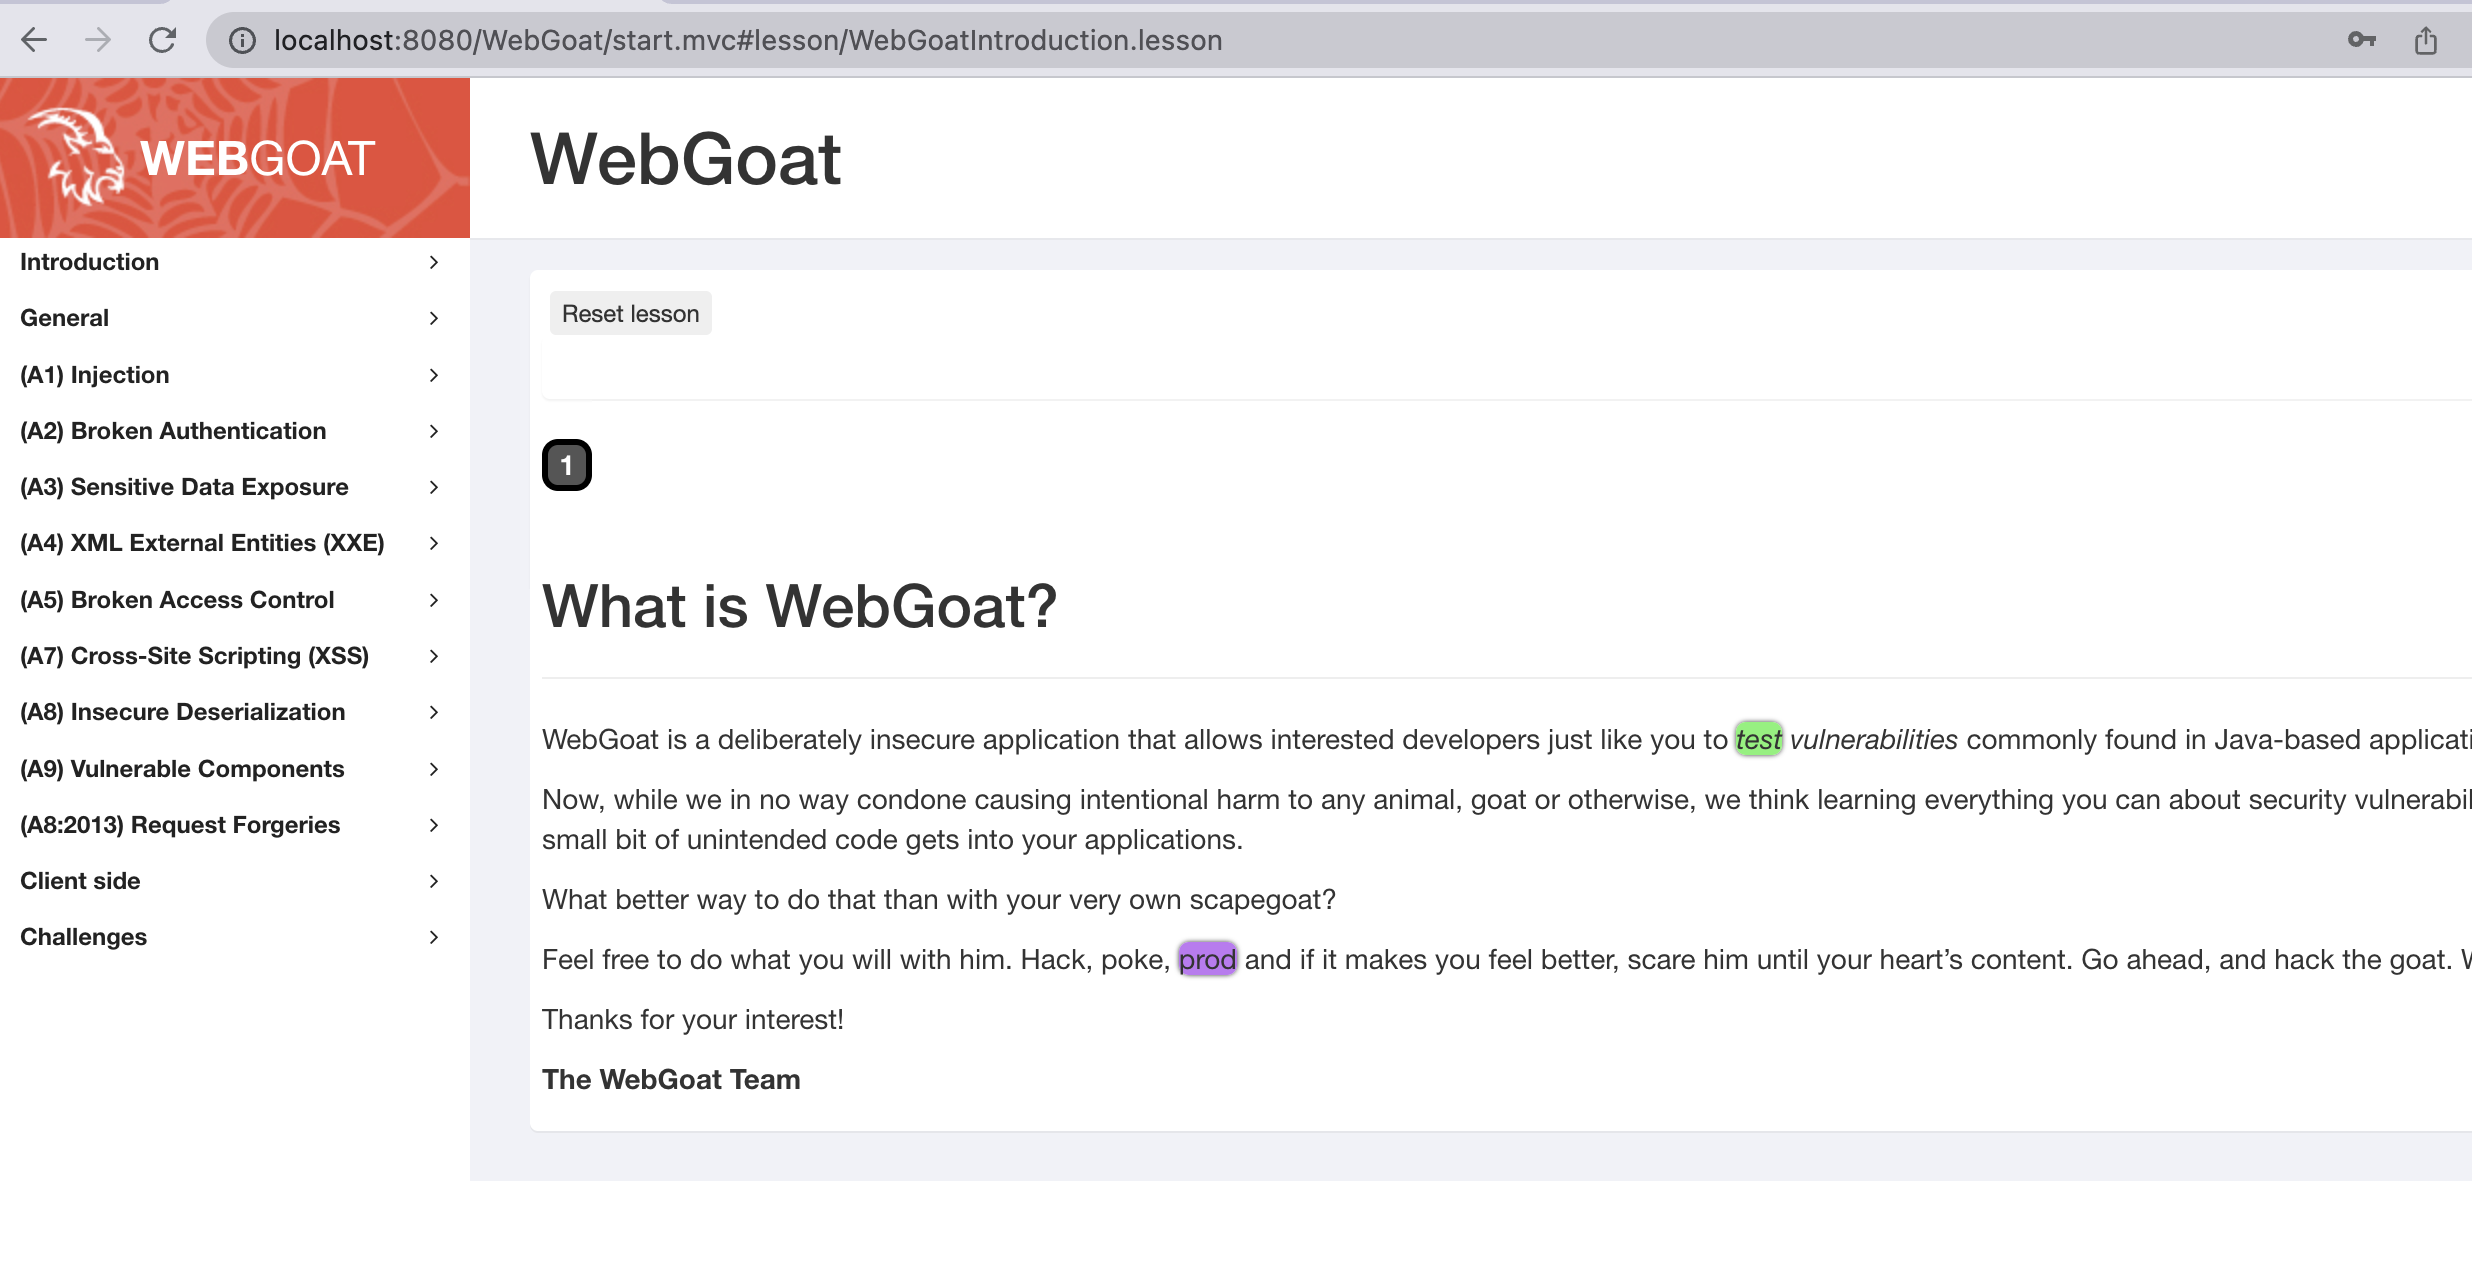 localhost:8080/WebGoat/start.mvc#lesson/WebGoatIntroduction.lesson
WEBGOAT
WebGoat
Introduction
General
(A1) Injection
(A2) Broken Authentication
(A3) Sensitive Data Exposure
(A4) XML External Entities (XXE)
(A5) Broken Access Control
(A7) Cross-Site Scripting (XSS)
(A8) Insecure Deserialization
(A9) Vulnerable Components
(A8:2013) Request Forgeries
Client side
Challenges
Reset lesson
1
What is WebGoat?
WebGoat is a deliberately insecure application that allows interested developers just like you to test vulnerabilities commonly found in Java-based applicati
Now, while we in no way condone causing intentional harm to any animal, goat or otherwise, we think learning everything you can about security vulnerabil
small bit of unintended code gets into your applications.
What better way to do that than with your very own scapegoat?
Feel free to do what you will with him. Hack, poke, prod and if it makes you feel better, scare him until your heart’s content. Go ahead, and hack the goat.
Thanks for your interest!
The WebGoat Team